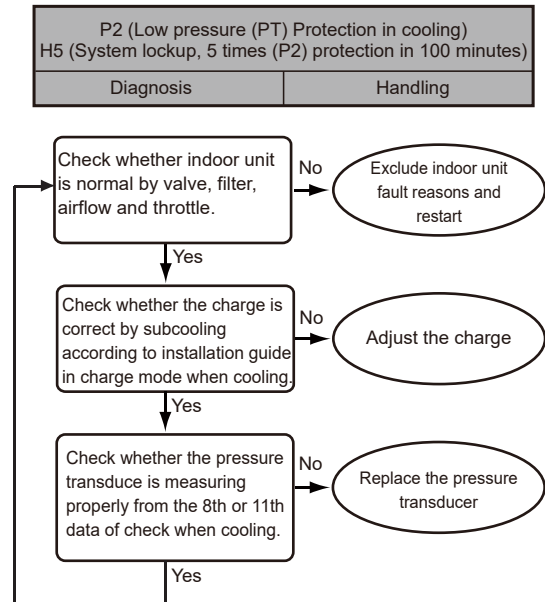 P2 (Low pressure (PT) Protection in cooling)
H5 (System lockup, 5 times (P2) protection in 100 minutes)
Diagnosis
Handling
Check whether indoor unit
is normal by valve, filter,
airflow and throttle.
No
Exclude indoor unit
fault reasons and
restart
Yes
Check whether the charge is
correct by subcooling
according to installation guide
in charge mode when cooling.
No
Adjust the charge
Yes
Check whether the pressure
transduce is measuring
properly from the 8th or 11th
data of check when cooling.
No
Replace the pressure
transducer
Yes